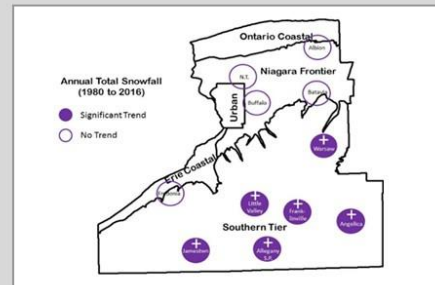 Ontario Coastal
Albion
Annual Total Snowfall
(1980 to 2016)
Niagara Frontier
N.T.
Batavia
Significant Trend
Buffalo
Urban
No Trend
Warsaw
Erie Coastal
Little
Valley
Frank-
linville
Angelica
Southern Tier
Jamestown
Allegany
S.P.